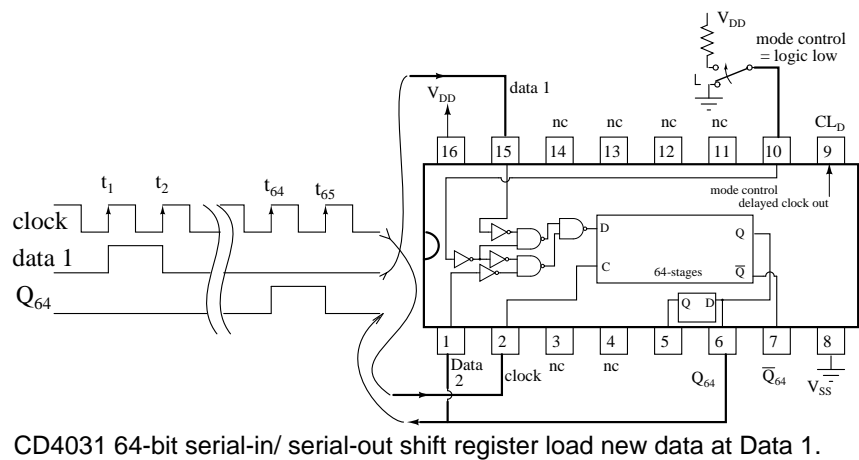 V_DD
mode control
= logic low
L
data 1
V_DD
nc nc nc nc CL_D
16 15 14 13 12 11 10 9
mode control
delayed clock out
t_1 t_2 t_64 t_65
clock
data 1
Q_64
D Q
C Q̅
64-stages
Q D
1 2 3 4 5 6 7 8
Data
2
clock
nc nc
Q_64
Q̅_64
V_SS
CD4031 64-bit serial-in/ serial-out shift register load new data at Data 1.